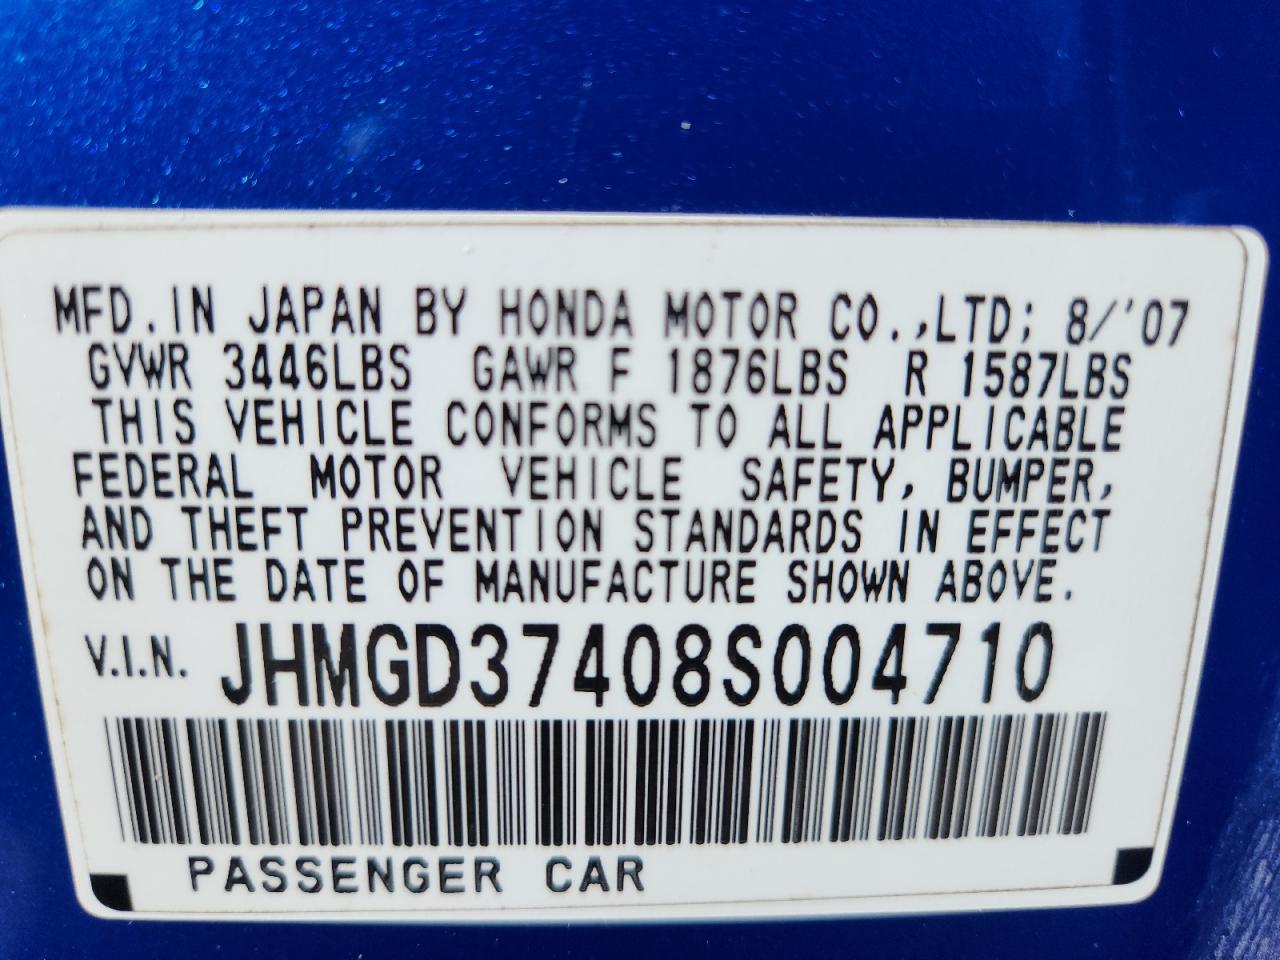 MFD. IN JAPAN BY HONDA MOTOR CO.,LTD; 8/'07
GVWR 3446LBS GAWR F 1876LBS R 1587LBS
THIS VEHICLE CONFORMS TO ALL APPLICABLE
FEDERAL MOTOR VEHICLE SAFETY, BUMPER,
AND THEFT PREVENTION STANDARDS IN EFFECT
ON THE DATE OF MANUFACTURE SHOWN ABOVE.
V.I.N. JHMGD37408S004710
PASSENGER CAR